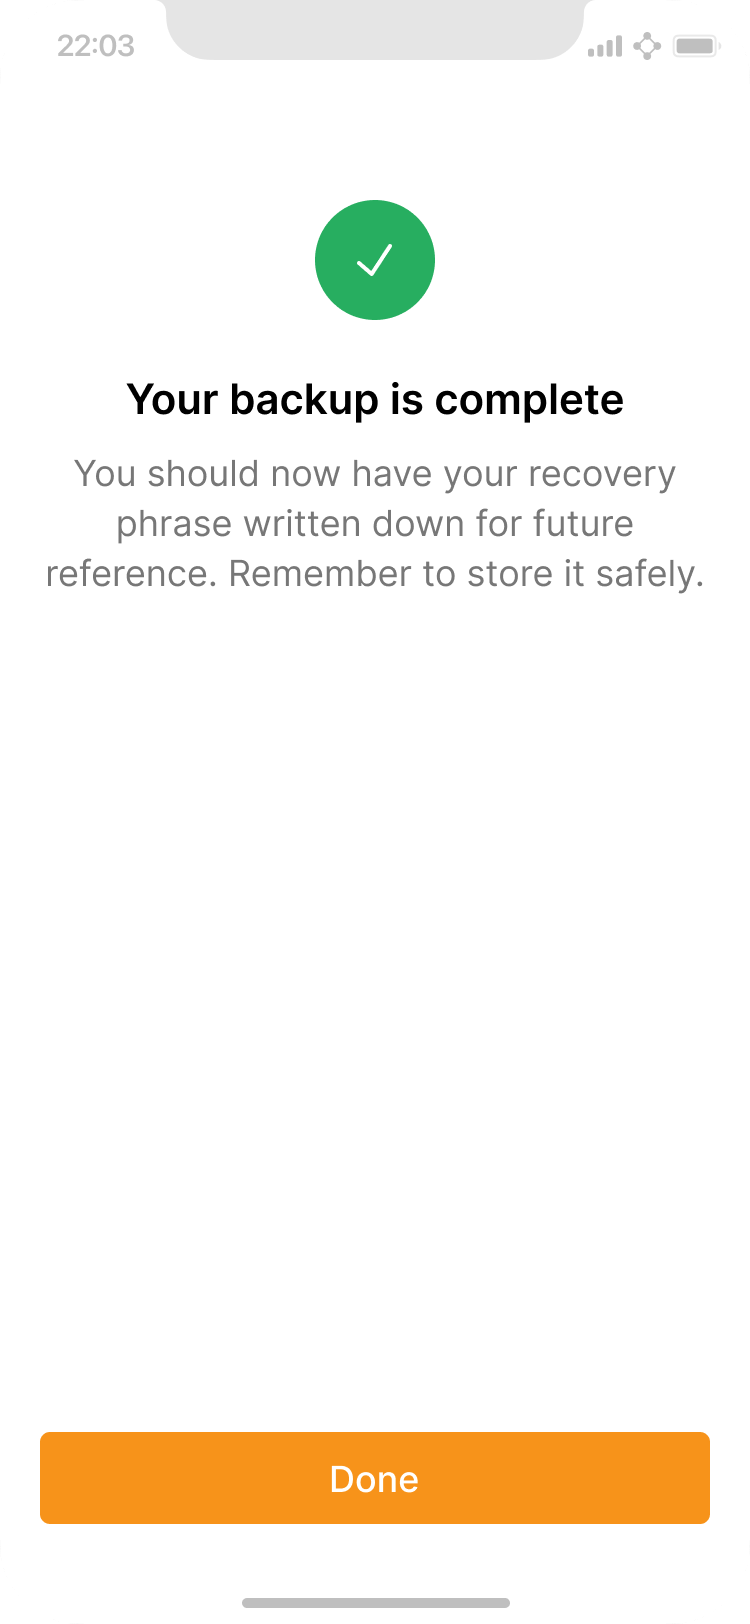 22:03
Your backup is complete
You should now have your recovery
phrase written down for future
reference. Remember to store it safely.
Done